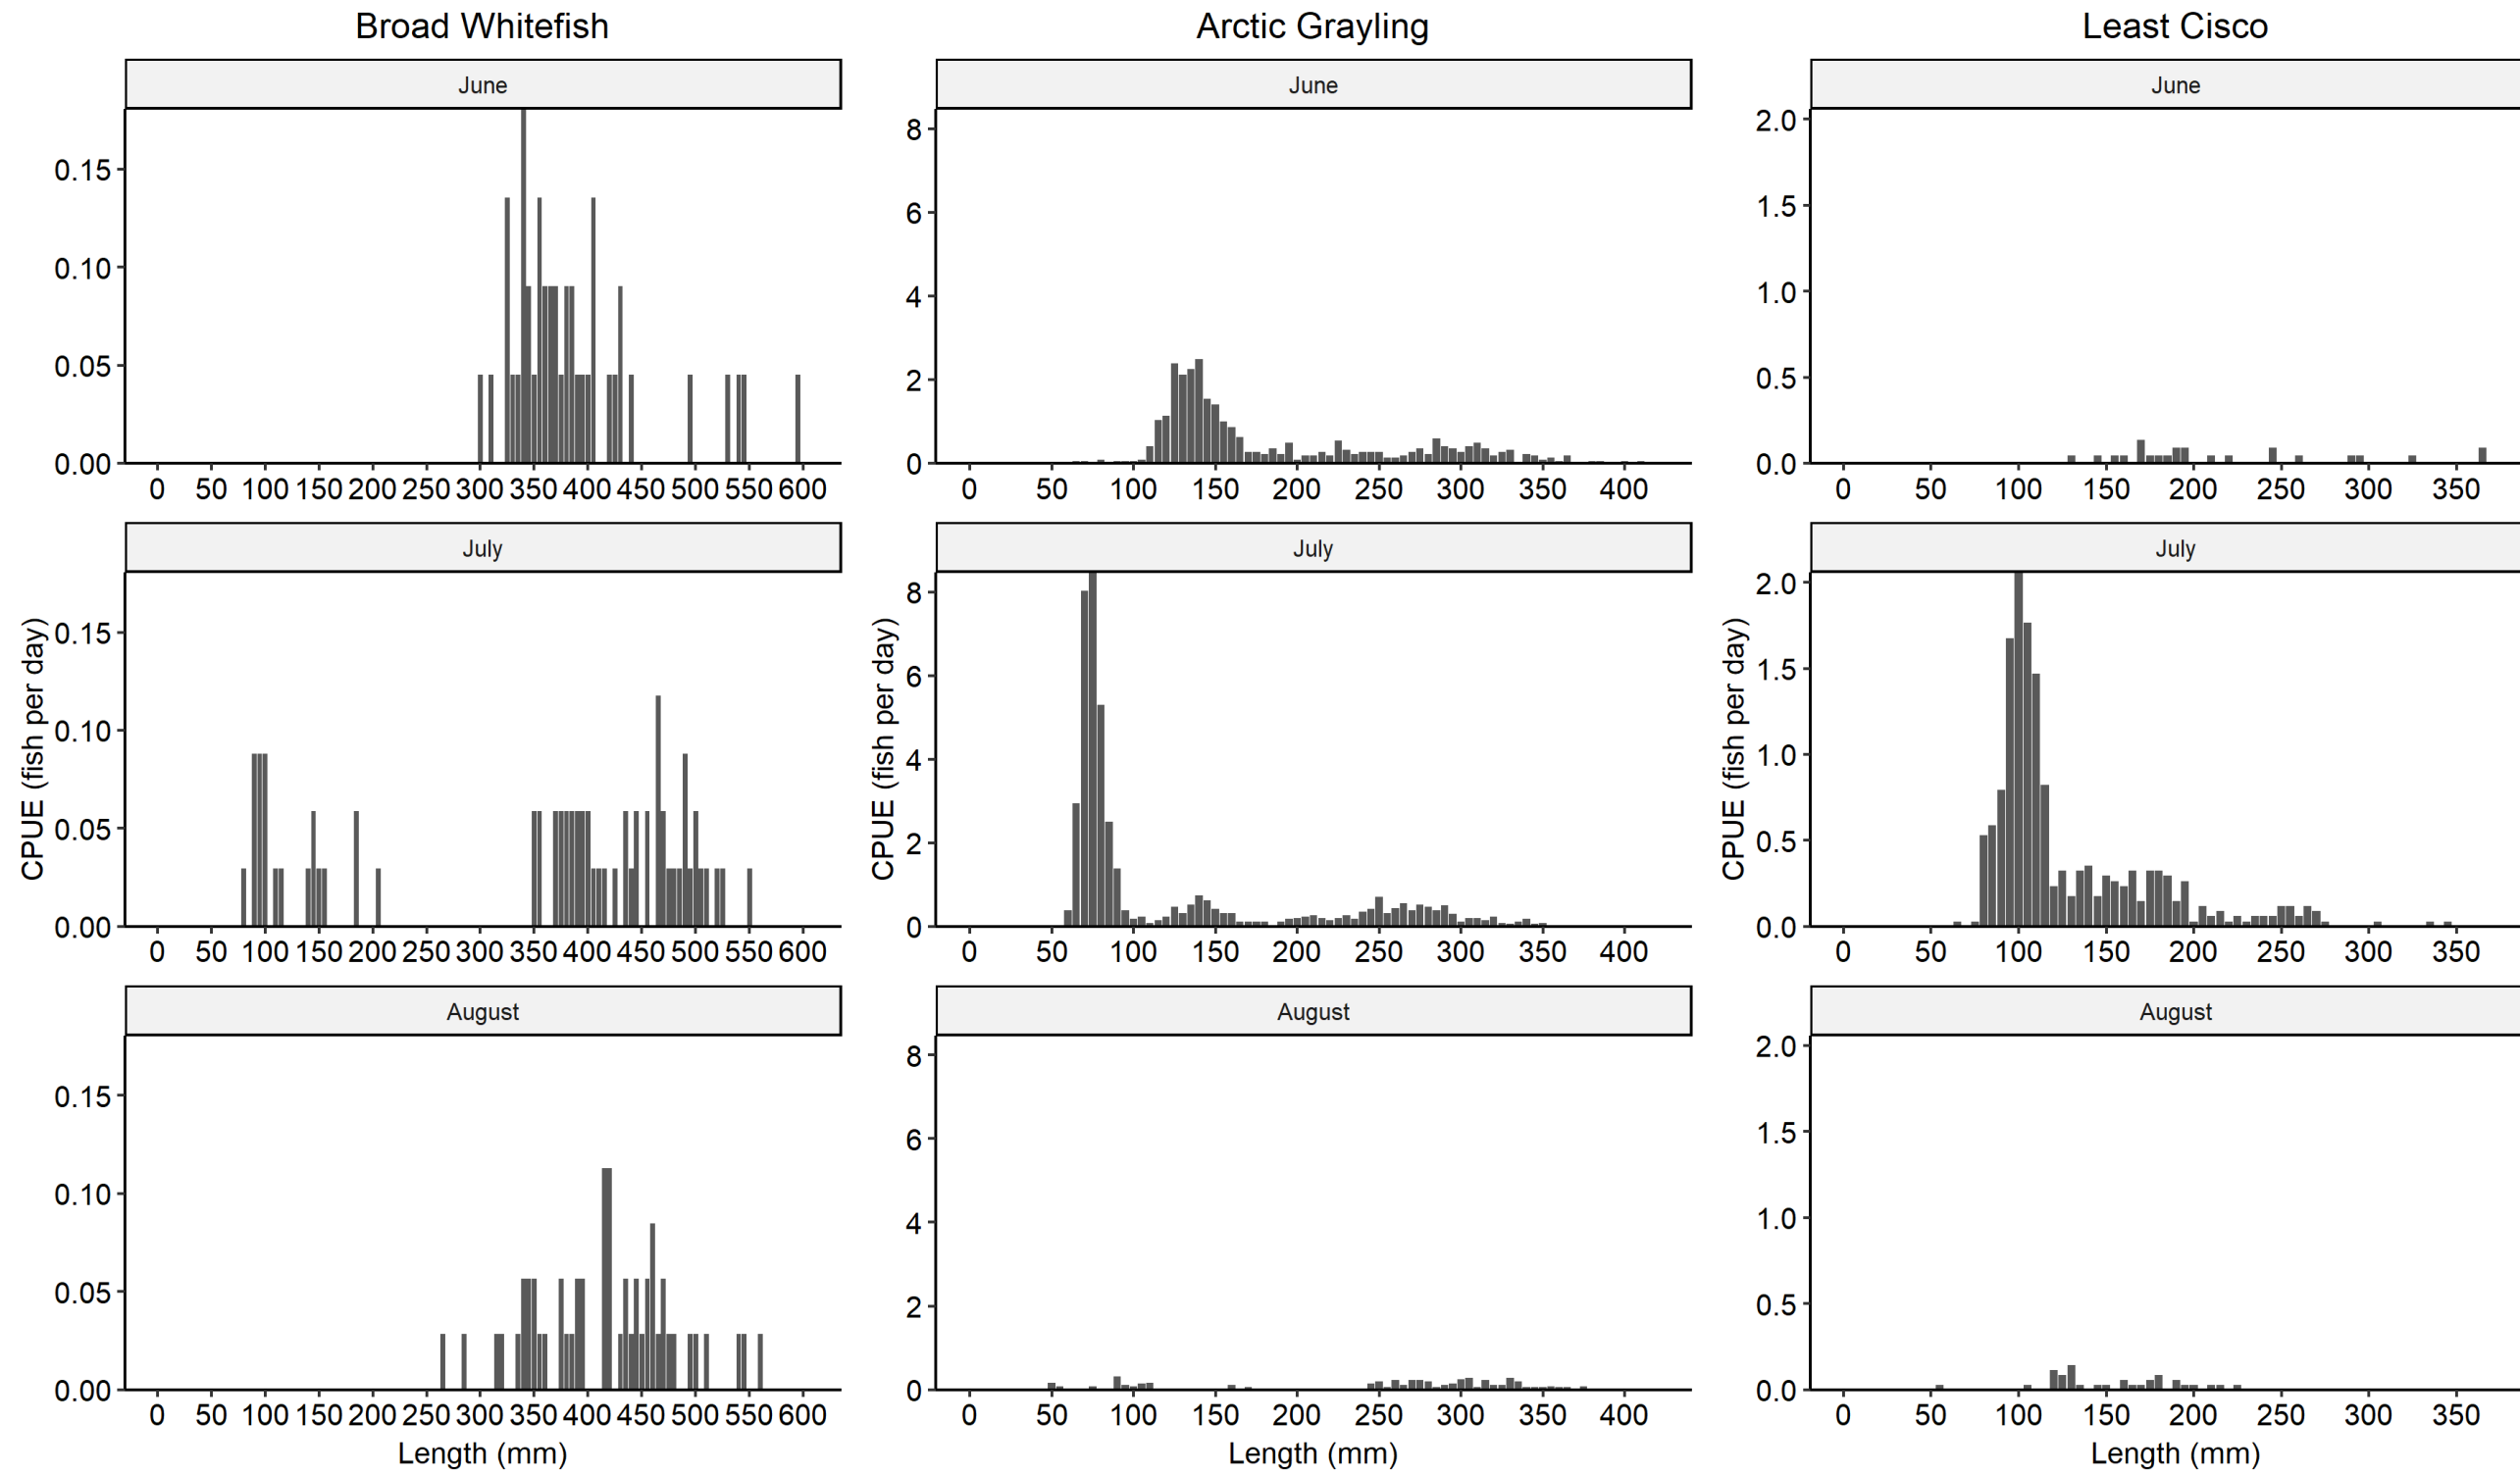 Broad Whitefish Arctic Grayling Least Cisco
June June June
0.15 8 2.0
0.10 6 1.5
0.05 4 1.0
0.00 2 0.5
0 0.0
0 50 100 150 200 250 300 350 400 450 500 550 600
0 50 100 150 200 250 300 350 400
0 50 100 150 200 250 300 350
July July July
CPUE (fish per day) CPUE (fish per day) CPUE (fish per day)
0.15 8 2.0
0.10 6 1.5
0.05 4 1.0
0.00 2 0.5
0 0.0
0 50 100 150 200 250 300 350 400 450 500 550 600
0 50 100 150 200 250 300 350 400
0 50 100 150 200 250 300 350
August August August
0.15 8 2.0
0.10 6 1.5
0.05 4 1.0
0.00 2 0.5
0 0.0
0 50 100 150 200 250 300 350 400 450 500 550 600
0 50 100 150 200 250 300 350 400
0 50 100 150 200 250 300 350
Length (mm) Length (mm) Length (mm)